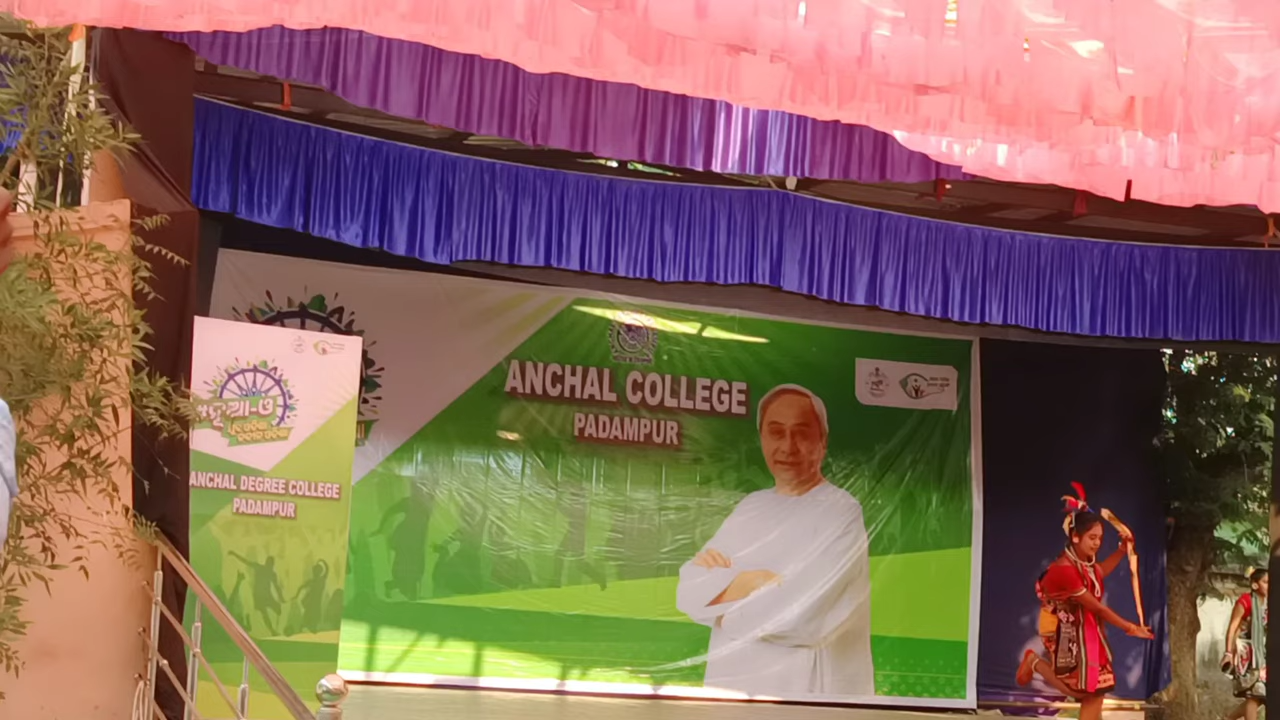 ANCHAL COLLEGE
PADAMPUR
ନୂଆ-ଓ
ANCHAL DEGREE COLLEGE
PADAMPUR